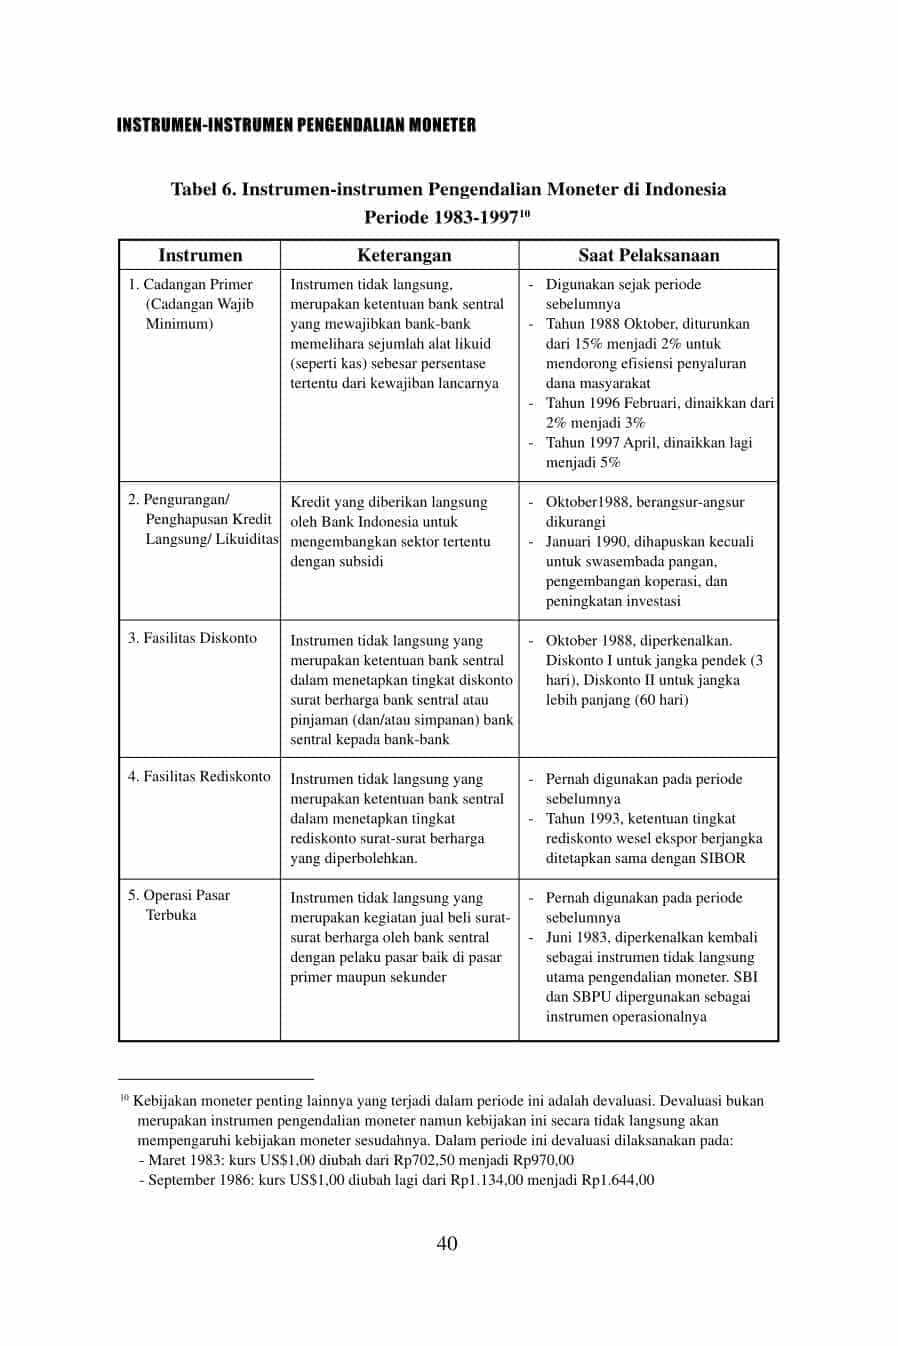 INSTRUMEN-INSTRUMEN PENGENDALIAN MONETER
Tabel 6. Instrumen-instrumen Pengendalian Moneter di Indonesia
Periode 1983-1997¹⁰
Instrumen
Keterangan
Saat Pelaksanaan
1. Cadangan Primer
(Cadangan Wajib
Minimum)
Instrumen tidak langsung,
merupakan ketentuan bank sentral
yang mewajibkan bank-bank
memelihara sejumlah alat likuid
(seperti kas) sebesar persentase
tertentu dari kewajiban lancarnya
- Digunakan sejak periode
sebelumnya
- Tahun 1988 Oktober, diturunkan
dari 15% menjadi 2% untuk
mendorong efisiensi penyaluran
dana masyarakat
- Tahun 1996 Februari, dinaikkan dari
2% menjadi 3%
- Tahun 1997 April, dinaikkan lagi
menjadi 5%
2. Pengurangan/
Penghapusan Kredit
Langsung/ Likuiditas
Kredit yang diberikan langsung
oleh Bank Indonesia untuk
mengembangkan sektor tertentu
dengan subsidi
- Oktober1988, berangsur-angsur
dikurangi
- Januari 1990, dihapuskan kecuali
untuk swasembada pangan,
pengembangan koperasi, dan
peningkatan investasi
3. Fasilitas Diskonto
Instrumen tidak langsung yang
merupakan ketentuan bank sentral
dalam menetapkan tingkat diskonto
surat berharga bank sentral atau
pinjaman (dan/atau simpanan) bank
sentral kepada bank-bank
- Oktober 1988, diperkenalkan.
Diskonto I untuk jangka pendek (3
hari), Diskonto II untuk jangka
lebih panjang (60 hari)
4. Fasilitas Rediskonto
Instrumen tidak langsung yang
merupakan ketentuan bank sentral
dalam menetapkan tingkat
rediskonto surat-surat berharga
yang diperbolehkan.
- Pernah digunakan pada periode
sebelumnya
- Tahun 1993, ketentuan tingkat
rediskonto wesel ekspor berjangka
ditetapkan sama dengan SIBOR
5. Operasi Pasar
Terbuka
Instrumen tidak langsung yang
merupakan kegiatan jual beli surat-
surat berharga oleh bank sentral
dengan pelaku pasar baik di pasar
primer maupun sekunder
- Pernah digunakan pada periode
sebelumnya
- Juni 1983, diperkenalkan kembali
sebagai instrumen tidak langsung
utama pengendalian moneter. SBI
dan SBPU dipergunakan sebagai
instrumen operasionalnya
¹⁰ Kebijakan moneter penting lainnya yang terjadi dalam periode ini adalah devaluasi. Devaluasi bukan
merupakan instrumen pengendalian moneter namun kebijakan ini secara tidak langsung akan
mempengaruhi kebijakan moneter sesudahnya. Dalam periode ini devaluasi dilaksanakan pada:
- Maret 1983: kurs US$1,00 diubah dari Rp702,50 menjadi Rp970,00
- September 1986: kurs US$1,00 diubah lagi dari Rp1.134,00 menjadi Rp1.644,00
40